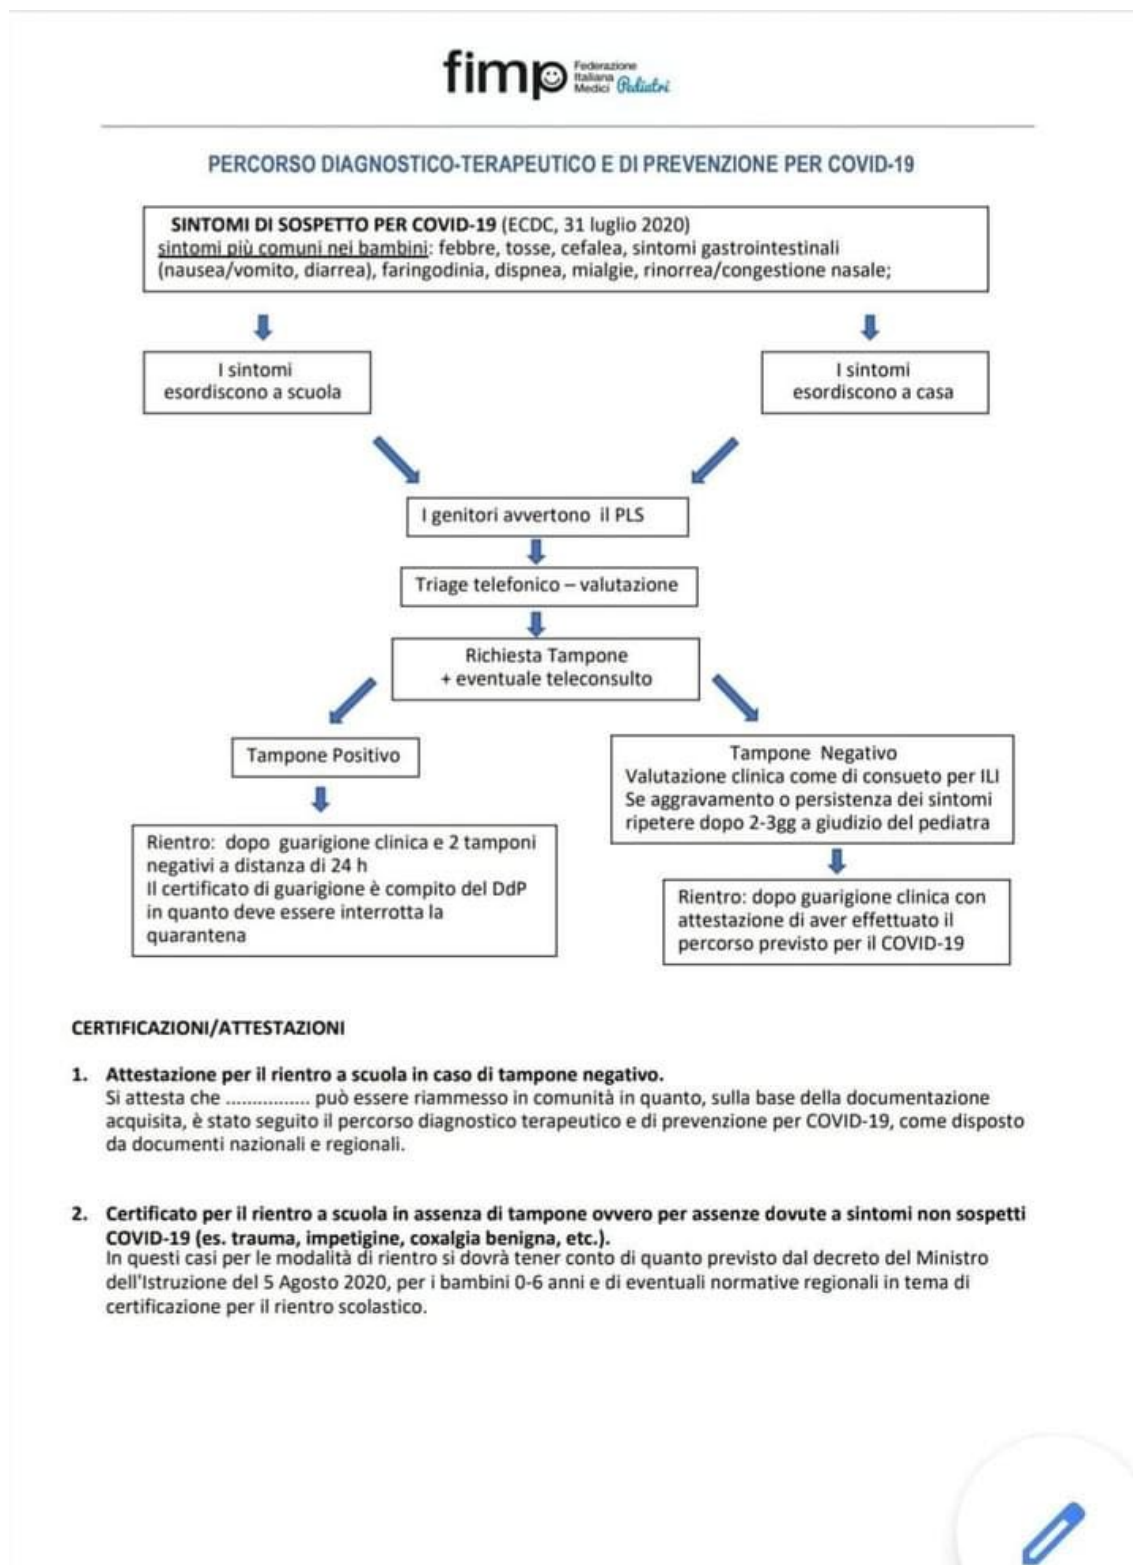 fimp Federazione
Italiana
Medici Pediatri
PERCORSO DIAGNOSTICO-TERAPEUTICO E DI PREVENZIONE PER COVID-19
SINTOMI DI SOSPETTO PER COVID-19 (ECDC, 31 luglio 2020)
sintomi più comuni nei bambini: febbre, tosse, cefalea, sintomi gastrointestinali
(nausea/vomito, diarrea), faringodinia, dispnea, mialgie, rinorrea/congestione nasale;
I sintomi
esordiscono a scuola
I sintomi
esordiscono a casa
I genitori avvertono il PLS
Triage telefonico – valutazione
Richiesta Tampone
+ eventuale teleconsulto
Tampone Positivo
Tampone Negativo
Valutazione clinica come di consueto per ILI
Se aggravamento o persistenza dei sintomi
ripetere dopo 2-3gg a giudizio del pediatra
Rientro: dopo guarigione clinica e 2 tamponi
negativi a distanza di 24 h
Il certificato di guarigione è compito del DdP
in quanto deve essere interrotta la
quarantena
Rientro: dopo guarigione clinica con
attestazione di aver effettuato il
percorso previsto per il COVID-19
CERTIFICAZIONI/ATTESTAZIONI
1. Attestazione per il rientro a scuola in caso di tampone negativo.
Si attesta che ............... può essere riammesso in comunità in quanto, sulla base della documentazione
acquisita, è stato seguito il percorso diagnostico terapeutico e di prevenzione per COVID-19, come disposto
da documenti nazionali e regionali.
2. Certificato per il rientro a scuola in assenza di tampone ovvero per assenze dovute a sintomi non sospetti
COVID-19 (es. trauma, impetigine, coxalgia benigna, etc.).
In questi casi per le modalità di rientro si dovrà tener conto di quanto previsto dal decreto del Ministro
dell'Istruzione del 5 Agosto 2020, per i bambini 0-6 anni e di eventuali normative regionali in tema di
certificazione per il rientro scolastico.